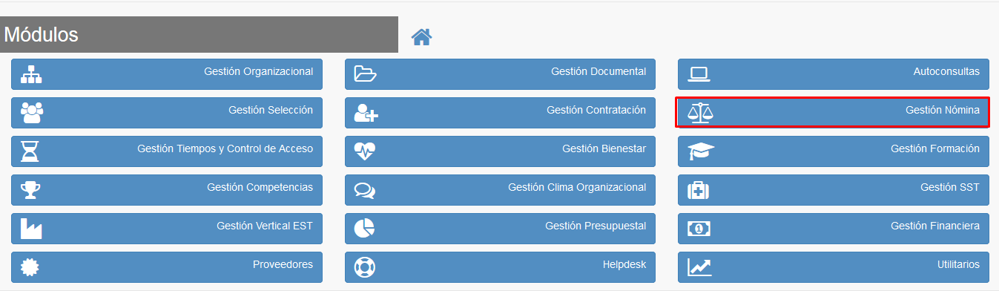 Módulos
Gestión Organizacional
Gestión Documental
Autoconsultas
Gestión Selección
Gestión Contratación
Gestión Nómina
Gestión Tiempos y Control de Acceso
Gestión Bienestar
Gestión Formación
Gestión Competencias
Gestión Clima Organizacional
Gestión SST
Gestión Vertical EST
Gestión Presupuestal
Gestión Financiera
Proveedores
Helpdesk
Utilitarios